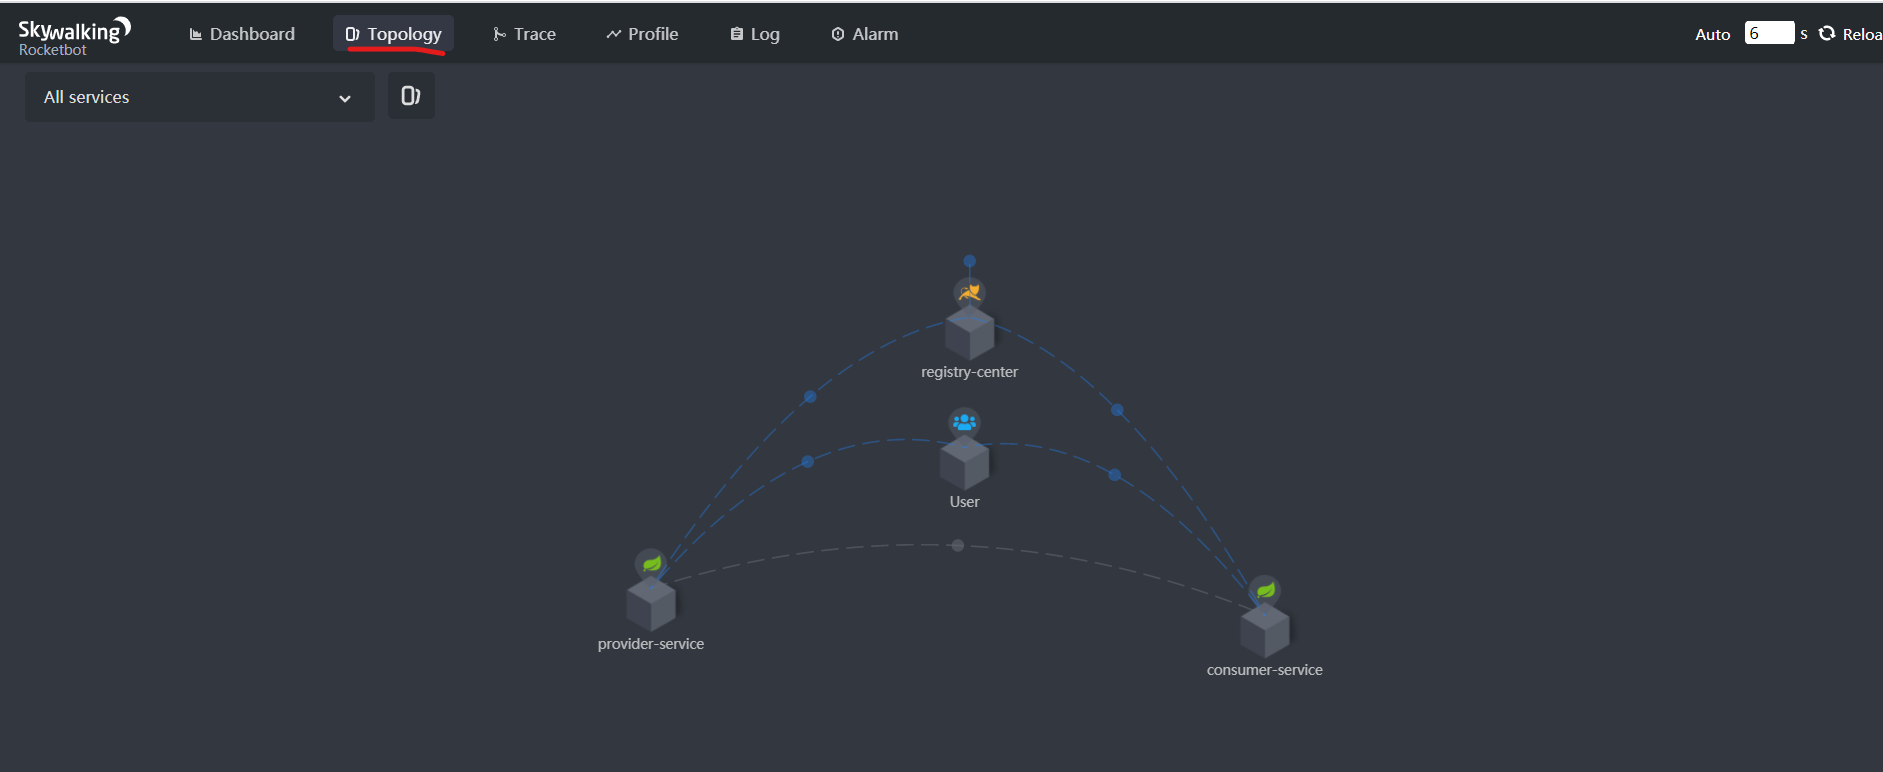 Skywalking
Rocketbot
Dashboard
Topology
Trace
Profile
Log
Alarm
Auto 6 s Reloa
All services
registry-center
User
provider-service
consumer-service